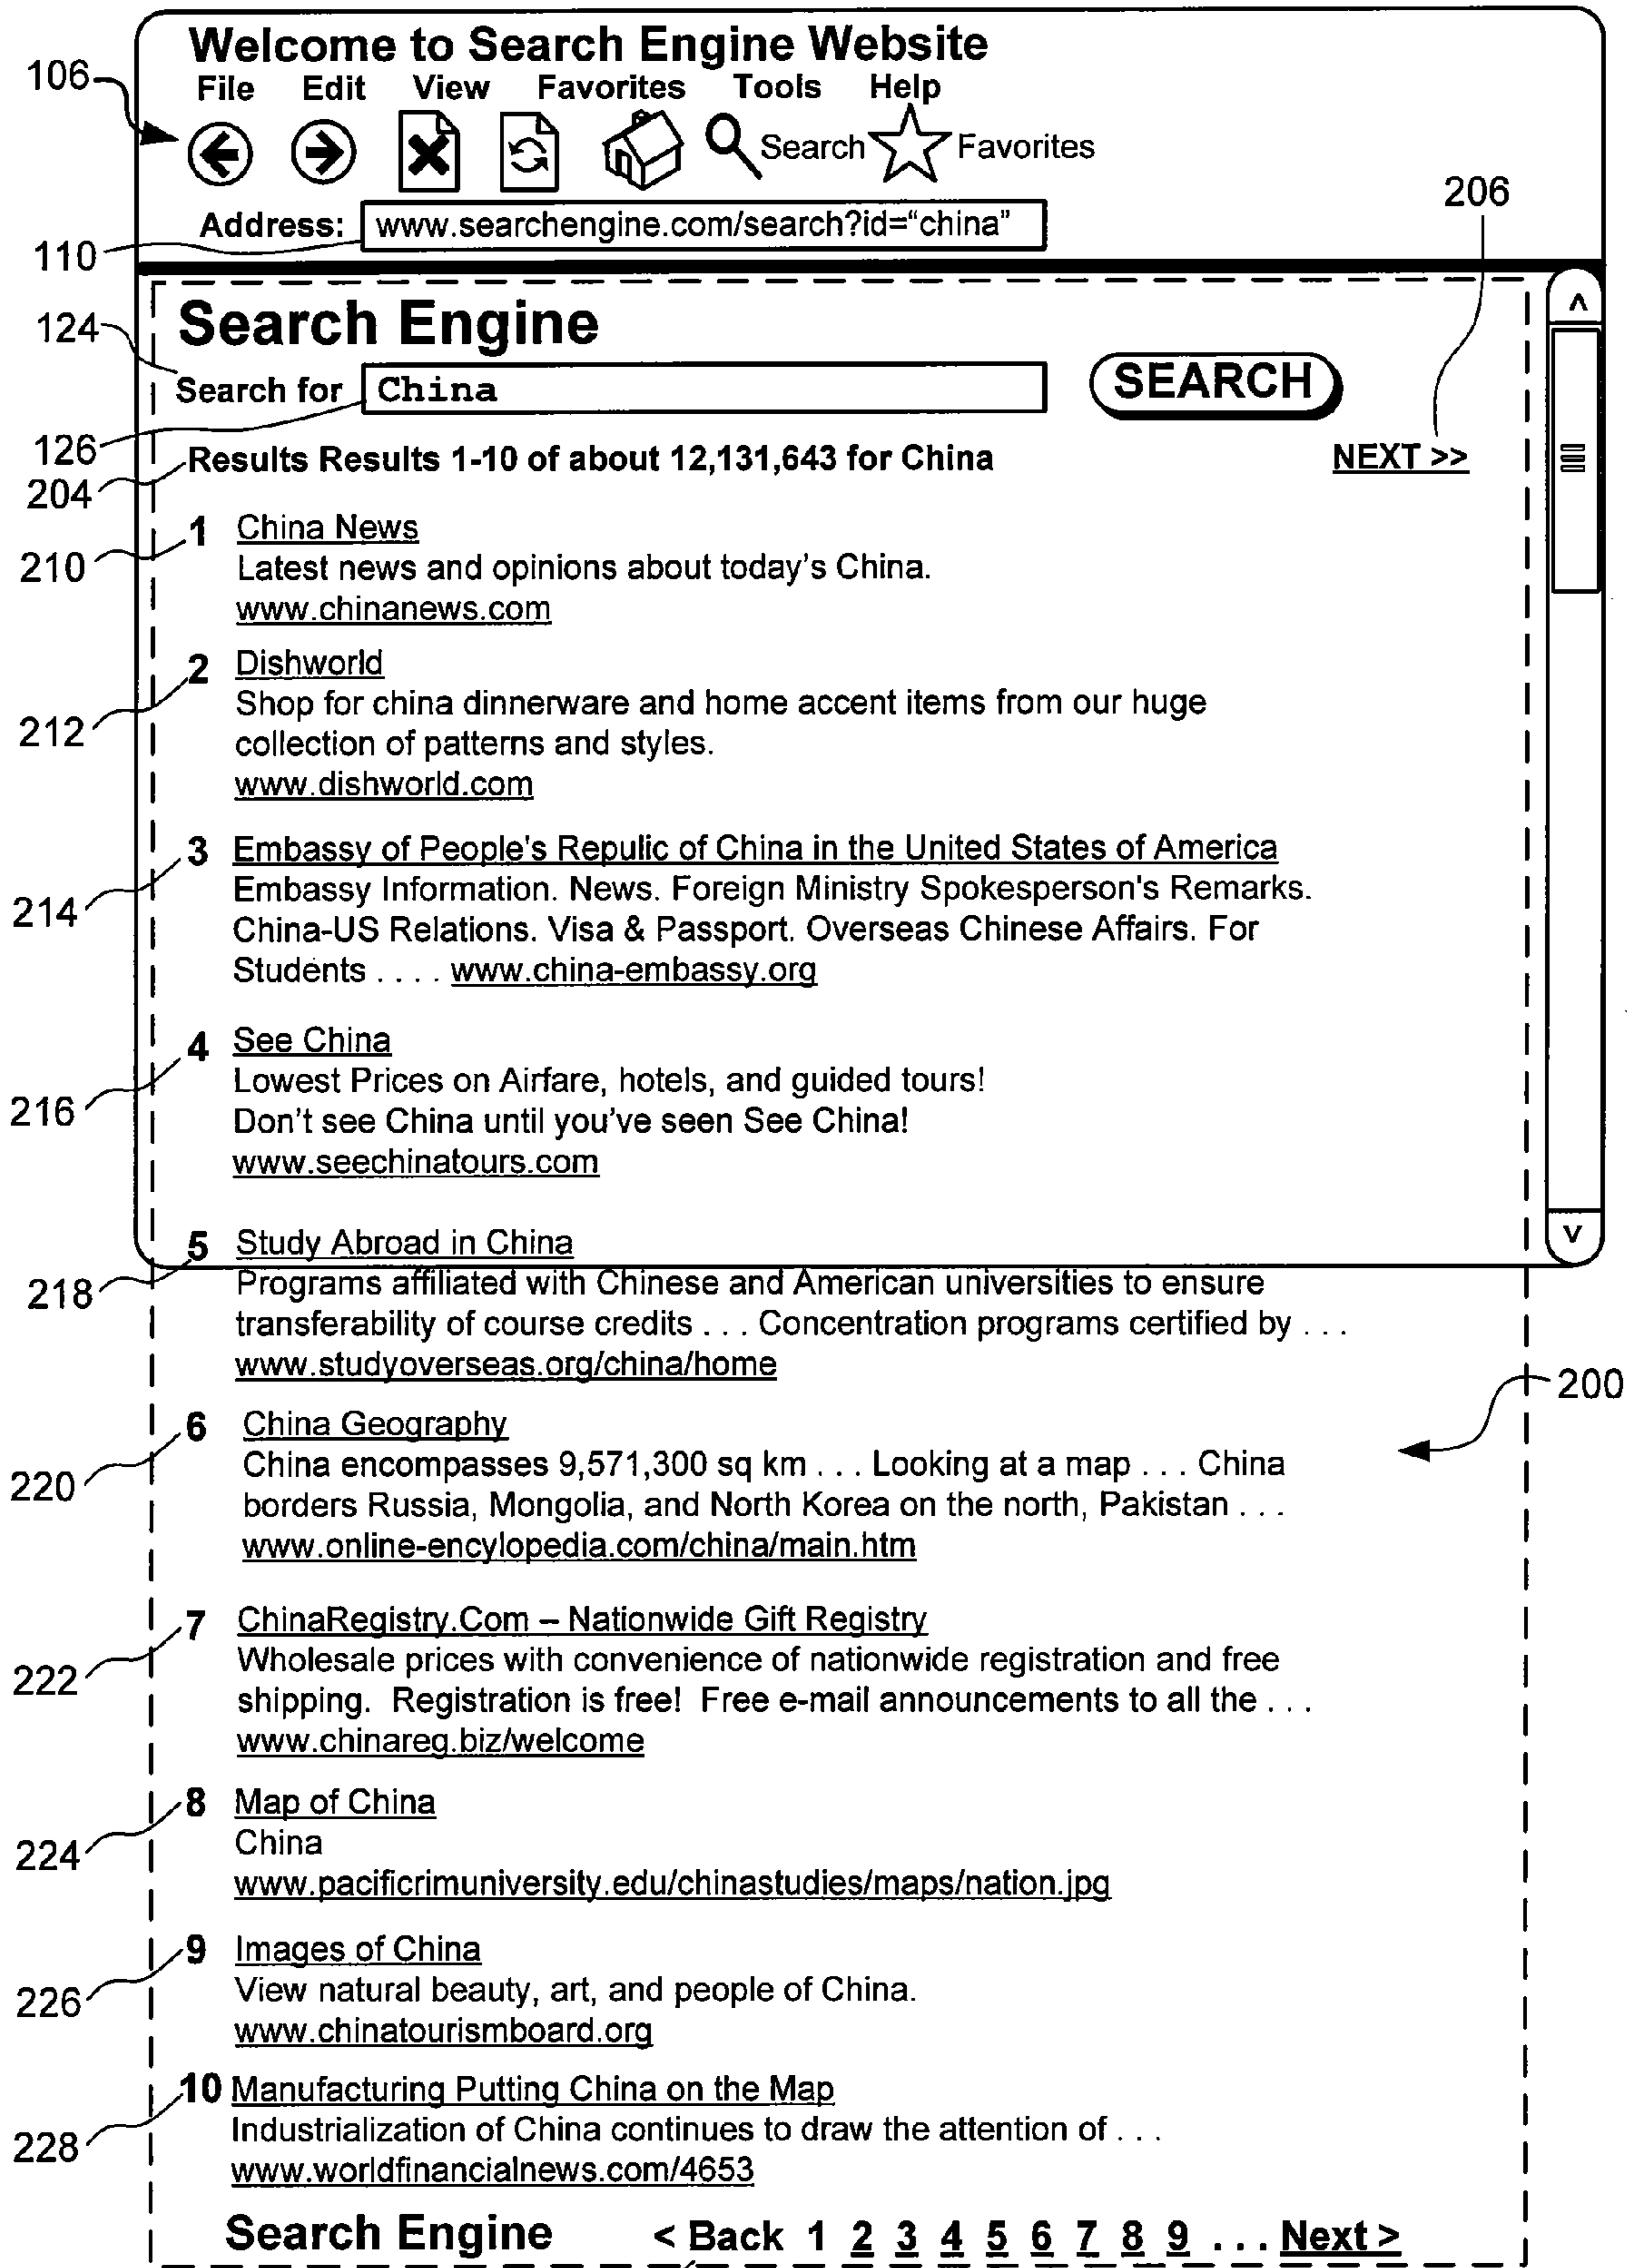 Welcome to Search Engine Website
106
File Edit View Favorites Tools Help
Search Favorites
206
Address: www.searchengine.com/search?id=“china”
110
Search Engine
124
Search for China SEARCH
126
Results Results 1-10 of about 12,131,643 for China NEXT >>
204
1 China News
210
Latest news and opinions about today's China.
www.chinanews.com
2 Dishworld
Shop for china dinnerware and home accent items from our huge
212
collection of patterns and styles.
www.dishworld.com
3 Embassy of People's Repulic of China in the United States of America
Embassy Information. News. Foreign Ministry Spokesperson's Remarks.
214
China-US Relations. Visa & Passport. Overseas Chinese Affairs. For
Students . . . . www.china-embassy.org
4 See China
Lowest Prices on Airfare, hotels, and guided tours!
216
Don't see China until you've seen See China!
www.seechinatours.com
5 Study Abroad in China
218
Programs affiliated with Chinese and American universities to ensure
transferability of course credits . . . Concentration programs certified by . . .
www.studyoverseas.org/china/home
200
6 China Geography
China encompasses 9,571,300 sq km . . . Looking at a map . . . China
220
borders Russia, Mongolia, and North Korea on the north, Pakistan . . .
www.online-encylopedia.com/china/main.htm
7 ChinaRegistry.Com – Nationwide Gift Registry
Wholesale prices with convenience of nationwide registration and free
222
shipping. Registration is free! Free e-mail announcements to all the . . .
www.chinareg.biz/welcome
8 Map of China
China
224
www.pacificrimuniversity.edu/chinastudies/maps/nation.jpg
9 Images of China
View natural beauty, art, and people of China.
226
www.chinatourismboard.org
10 Manufacturing Putting China on the Map
Industrialization of China continues to draw the attention of . . .
228
www.worldfinancialnews.com/4653
Search Engine < Back 1 2 3 4 5 6 7 8 9 . . . Next >